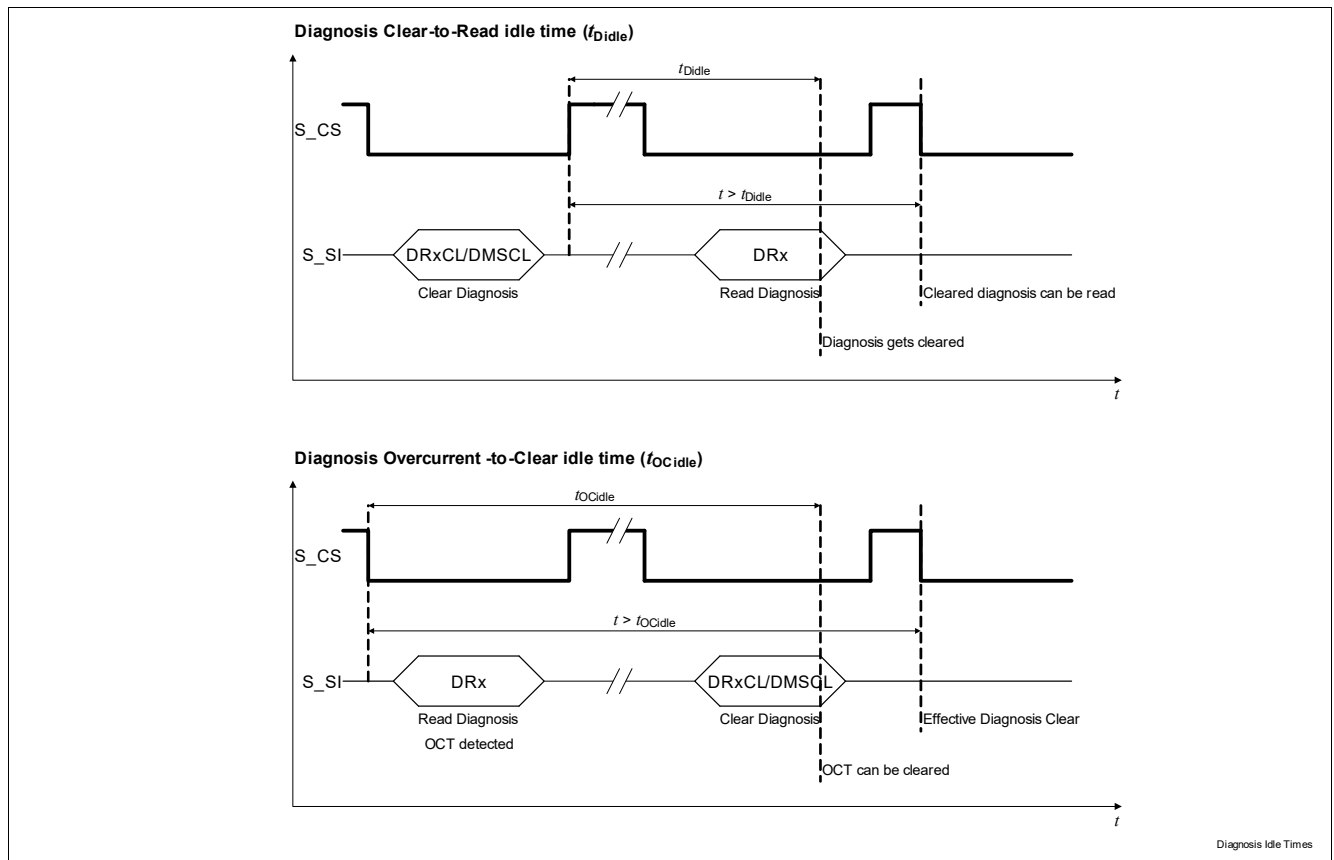 Diagnosis Clear-to-Read idle time (tDidle)
tDidle
S_CS
t > tDidle
S_SI
DRxCL/DMSCL
DRx
Clear Diagnosis
Read Diagnosis
Cleared diagnosis can be read
Diagnosis gets cleared
t
Diagnosis Overcurrent -to-Clear idle time (tOCidle)
tOCidle
S_CS
t > tOCidle
S_SI
DRx
DRxCL/DMSCL
Read Diagnosis
Clear Diagnosis
Effective Diagnosis Clear
OCT detected
OCT can be cleared
t
Diagnosis Idle Times